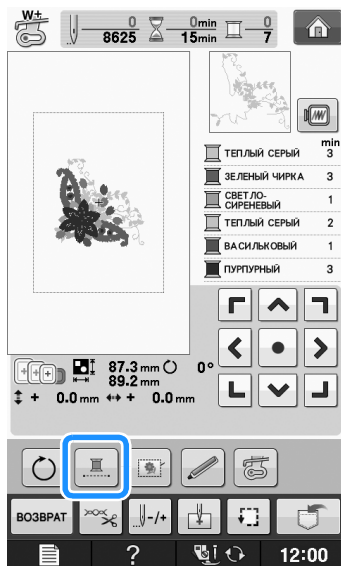 W+
0 0min 0
8625 15min 7
min
ТЕПЛЫЙ СЕРЫЙ 3
ЗЕЛЕНЫЙ ЧИРКА 3
СВЕТЛО-
СИРЕНЕВЫЙ 1
ТЕПЛЫЙ СЕРЫЙ 2
ВАСИЛЬКОВЫЙ 1
ПУРПУРНЫЙ 3
87.3 mm 0°
89.2 mm
+ 0.0 mm + 0.0 mm
ВОЗВРАТ -/+
? 12:00